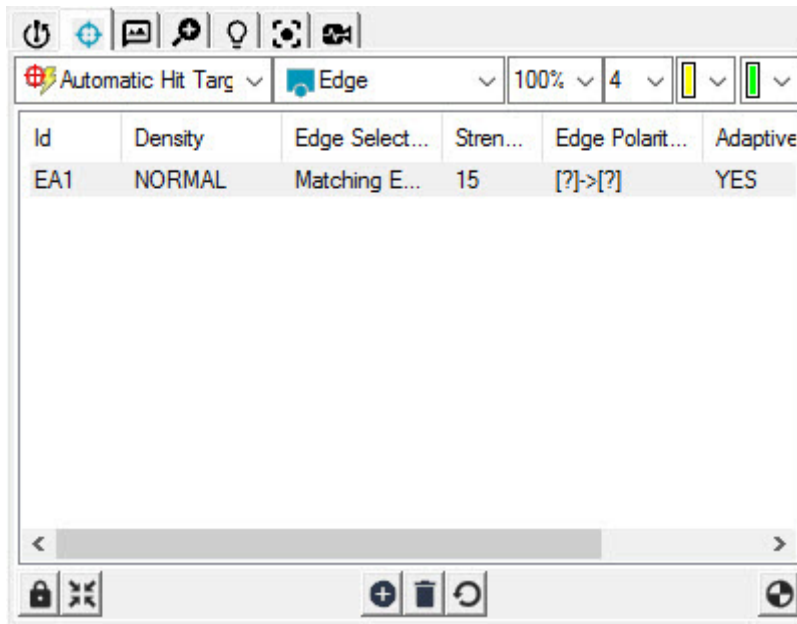 Automatic Hit Targ Edge 100% 4
Id Density Edge Select... Stren... Edge Polarit... Adaptive
EA1 NORMAL Matching E... 15 [?]->[?] YES